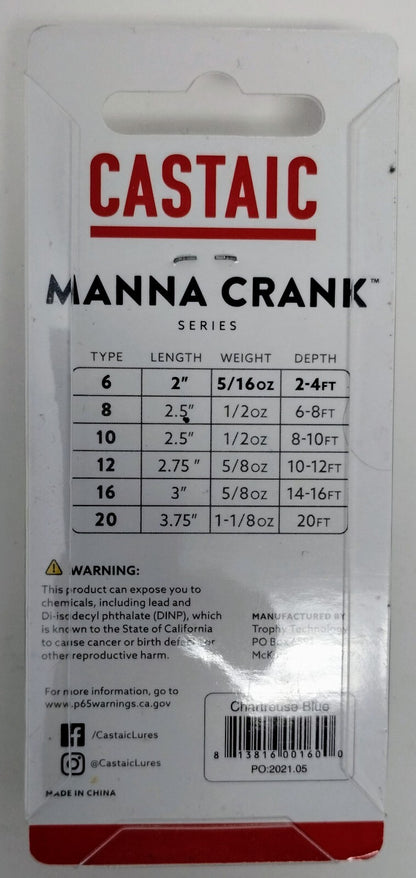 CASTAIC
MANNA CRANK™
SERIES
TYPE LENGTH WEIGHT DEPTH
6 2" 5/16OZ 2-4FT
8 2.5" 1/2OZ 6-8FT
10 2.5" 1/2OZ 8-10FT
12 2.75" 5/8OZ 10-12FT
16 3" 5/8OZ 14-16FT
20 3.75" 1-1/8OZ 20FT
WARNING:
This product can expose you to
chemicals, including lead and
Di-isodecyl phthalate (DINP), which
is known to the State of California
to cause cancer or birth defects or
other reproductive harm.
MANUFACTURED BY
Trophy Technology
PO Box
For more information, go to
www.p65warnings.ca.gov
/CastaicLures
@CastaicLures
MADE IN CHINA
Chartreuse Blue
8 13816 00160 0
PO:2021.05